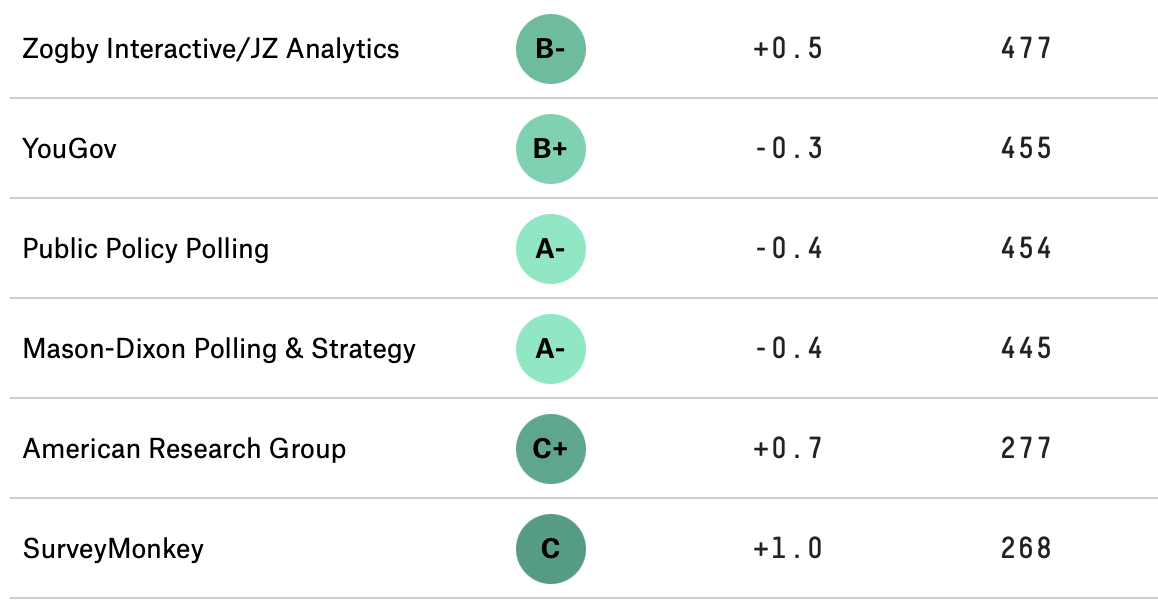 Zogby Interactive/JZ Analytics B- +0.5 477
YouGov B+ -0.3 455
Public Policy Polling A- -0.4 454
Mason-Dixon Polling & Strategy A- -0.4 445
American Research Group C+ +0.7 277
SurveyMonkey C +1.0 268